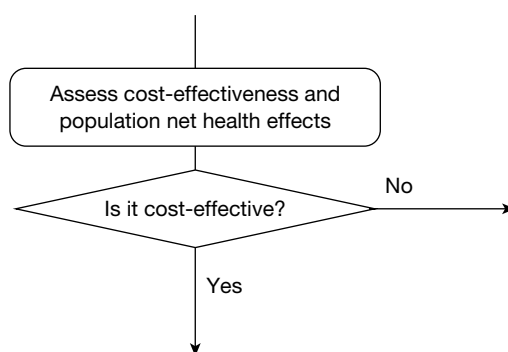 Assess cost-effectiveness and
population net health effects
No
Is it cost-effective?
Yes